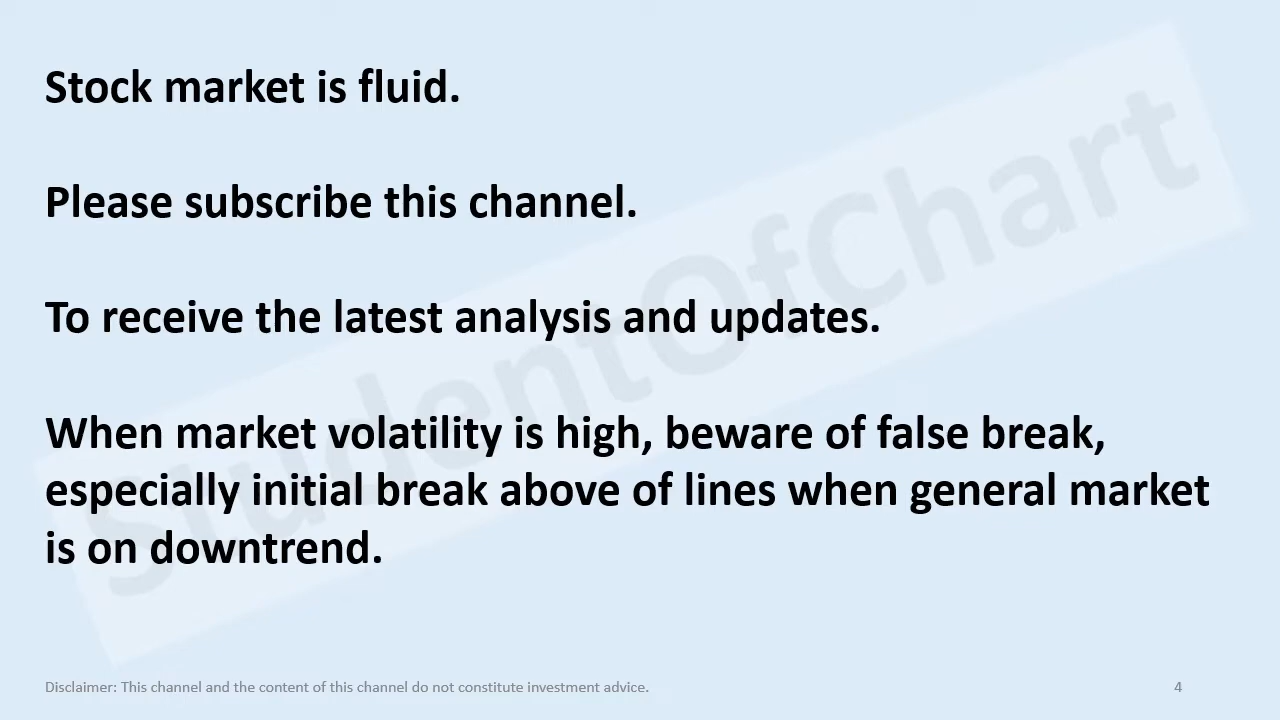 Stock market is fluid.
Please subscribe this channel.
To receive the latest analysis and updates.
When market volatility is high, beware of false break,
especially initial break above of lines when general market
is on downtrend.
StudentOfChart
Disclaimer: This channel and the content of this channel do not constitute investment advice.
4